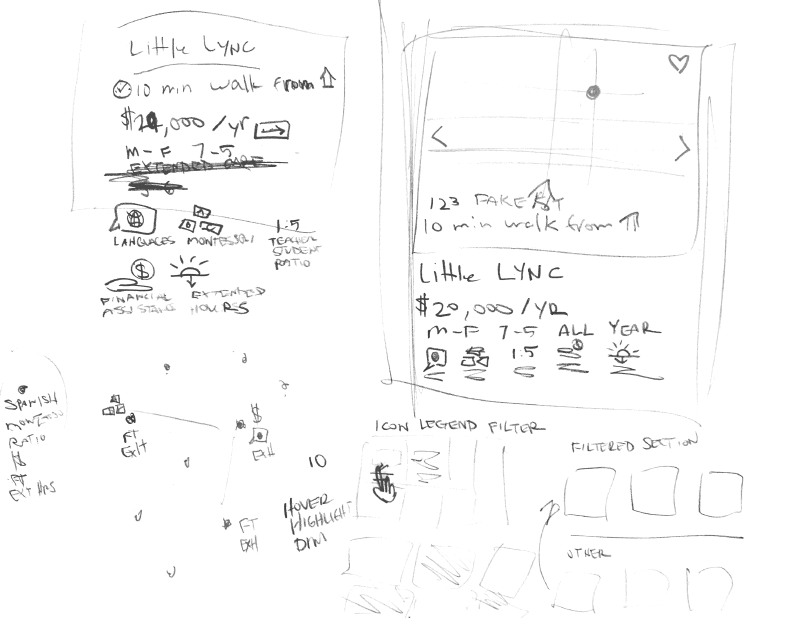 Little LYNC
10 min walk from
$20,000 /yr
M-F 7-5
EXTENDED CARE
LANGUAGES MONTESSORI
1:5
TEACHER
STUDENT
RATIO
$
FINANCIAL
ASSISTANCE
EXTENDED
HOURS
123 FAKE ST
10 min walk from
Little LYNC
$20,000/YR
M-F 7-5 ALL YEAR
1:5
SPANISH
RATIO
FT
EXT HRS
FT
ExH
$
ExH
10
FT
ExH
HOVER
HIGHLIGHT
DIM
ICON LEGEND FILTER
FILTERED SECTION
OTHER